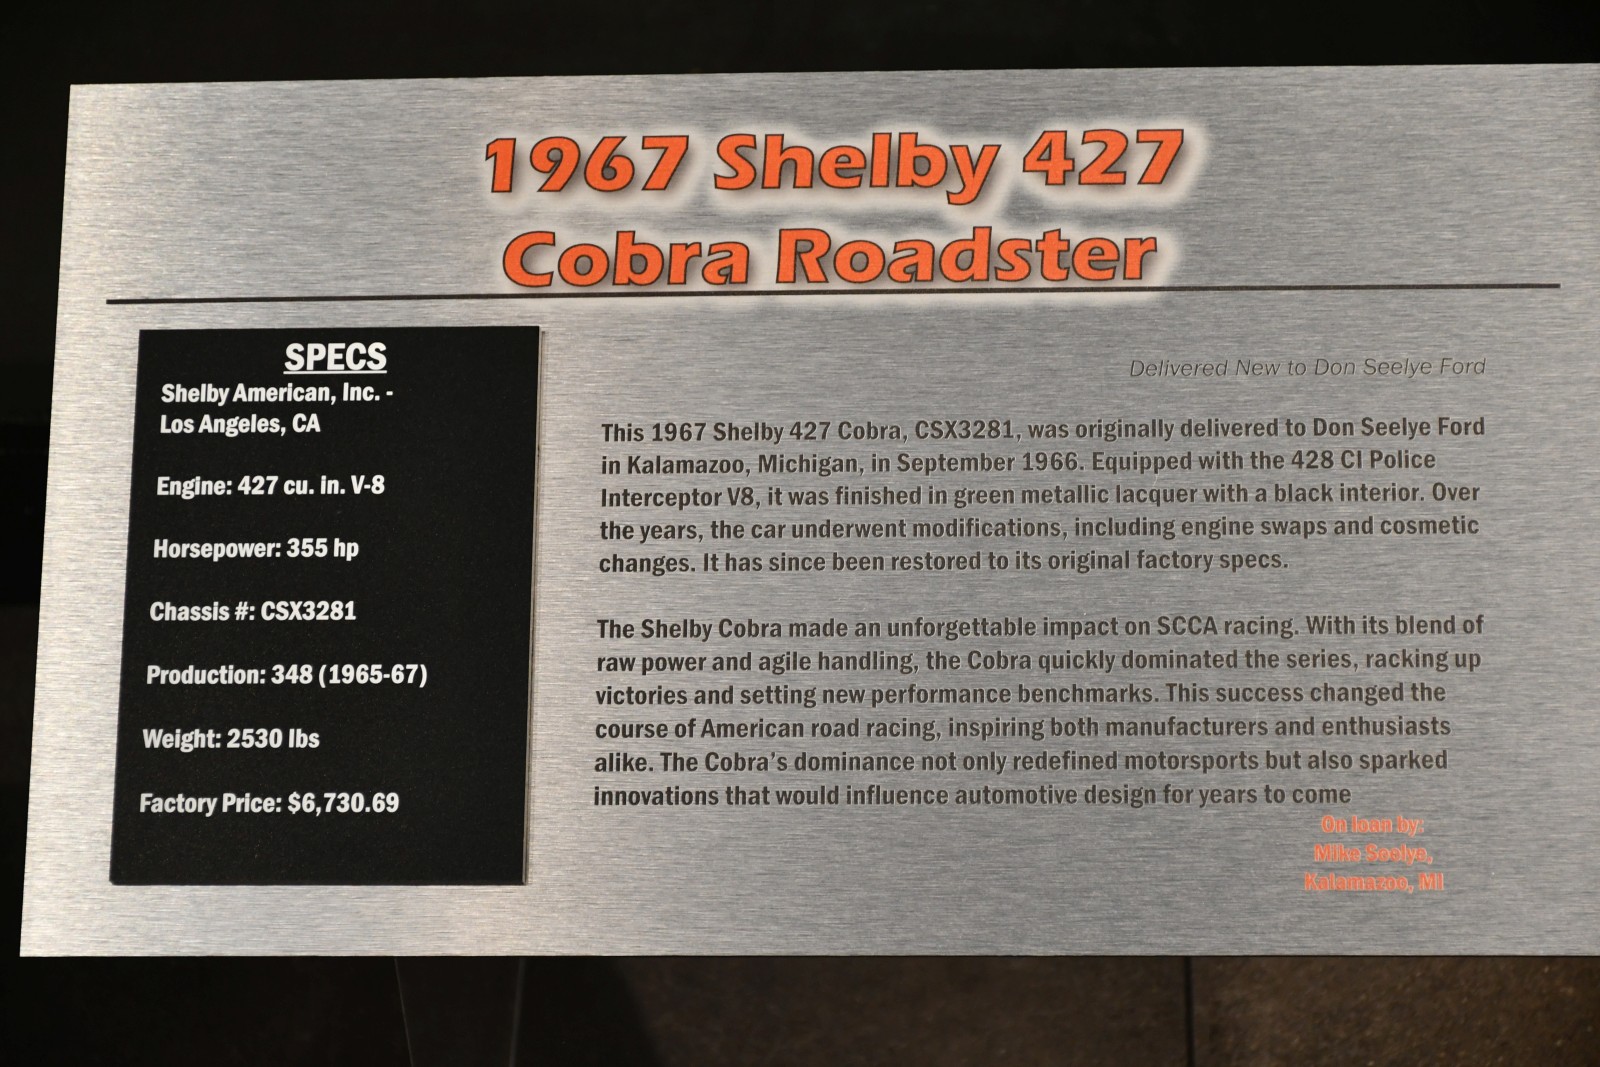 1967 Shelby 427
Cobra Roadster
SPECS
Shelby American, Inc. -
Los Angeles, CA
Engine: 427 cu. in. V-8
Horsepower: 355 hp
Chassis #: CSX3281
Production: 348 (1965-67)
Weight: 2530 lbs
Factory Price: $6,730.69
Delivered New to Don Seelye Ford
This 1967 Shelby 427 Cobra, CSX3281, was originally delivered to Don Seelye Ford
in Kalamazoo, Michigan, in September 1966. Equipped with the 428 CI Police
Interceptor V8, it was finished in green metallic lacquer with a black interior. Over
the years, the car underwent modifications, including engine swaps and cosmetic
changes. It has since been restored to its original factory specs.
The Shelby Cobra made an unforgettable impact on SCCA racing. With its blend of
raw power and agile handling, the Cobra quickly dominated the series, racking up
victories and setting new performance benchmarks. This success changed the
course of American road racing, inspiring both manufacturers and enthusiasts
alike. The Cobra's dominance not only redefined motorsports but also sparked
innovations that would influence automotive design for years to come
On loan by:
Mike Seelye,
Kalamazoo, MI